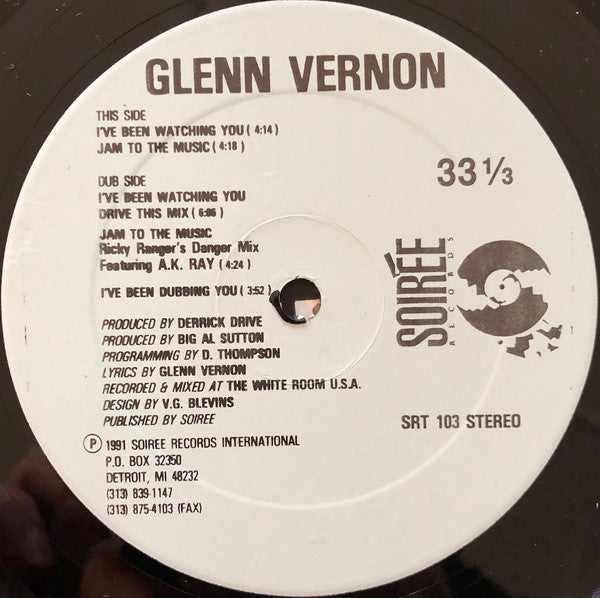 GLENN VERNON
THIS SIDE
I'VE BEEN WATCHING YOU ( 4:14 )
JAM TO THE MUSIC ( 4:18 )
DUB SIDE
I'VE BEEN WATCHING YOU
DRIVE THIS MIX ( 6:06 )
JAM TO THE MUSIC
Ricky Ranger's Danger Mix
Featuring A.K. RAY ( 4:24 )
I'VE BEEN DUBBING YOU ( 3:52 )
PRODUCED BY DERRICK DRIVE
PRODUCED BY BIG AL SUTTON
PROGRAMMING BY D. THOMPSON
LYRICS BY GLENN VERNON
RECORDED & MIXED AT THE WHITE ROOM U.S.A.
DESIGN BY V.G. BLEVINS
PUBLISHED BY SOIREE
Ⓟ 1991 SOIREE RECORDS INTERNATIONAL
P.O. BOX 32350
DETROIT, MI 48232
(313) 839-1147
(313) 875-4103 (FAX)
33 ⅓
SOIRÉE
RECORDS
SRT 103 STEREO